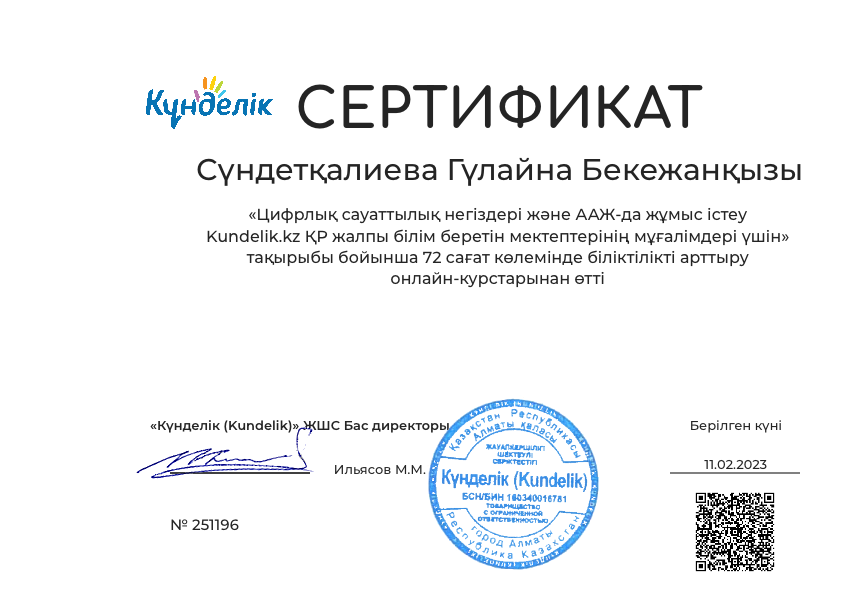 Күнделік СЕРТИФИКАТ
Сүндетқалиева Гүлайна Бекежанқызы
«Цифрлық сауаттылық негіздері және ААЖ-да жұмыс істеу
Kundelik.kz ҚР жалпы білім беретін мектептерінің мұғалімдері үшін»
тақырыбы бойынша 72 сағат көлемінде біліктілікті арттыру
онлайн-курстарынан өтті
«Күнделік (Kundelik)» ЖШС Бас директоры
Ильясов М.М.
№ 251196
Қазақстан Республикасы
Алматы қаласы
ЖАУАПКЕРШІЛІГІ
ШЕКТЕУЛІ
СЕРІКТЕСТІГІ
Күнделік (Kundelik)
БСН/БИН 160340016781
ТОВАРИЩЕСТВО
С ОГРАНИЧЕННОЙ
ОТВЕТСТВЕННОСТЬЮ
город Алматы
Республика Казахстан
Берілген күні
11.02.2023